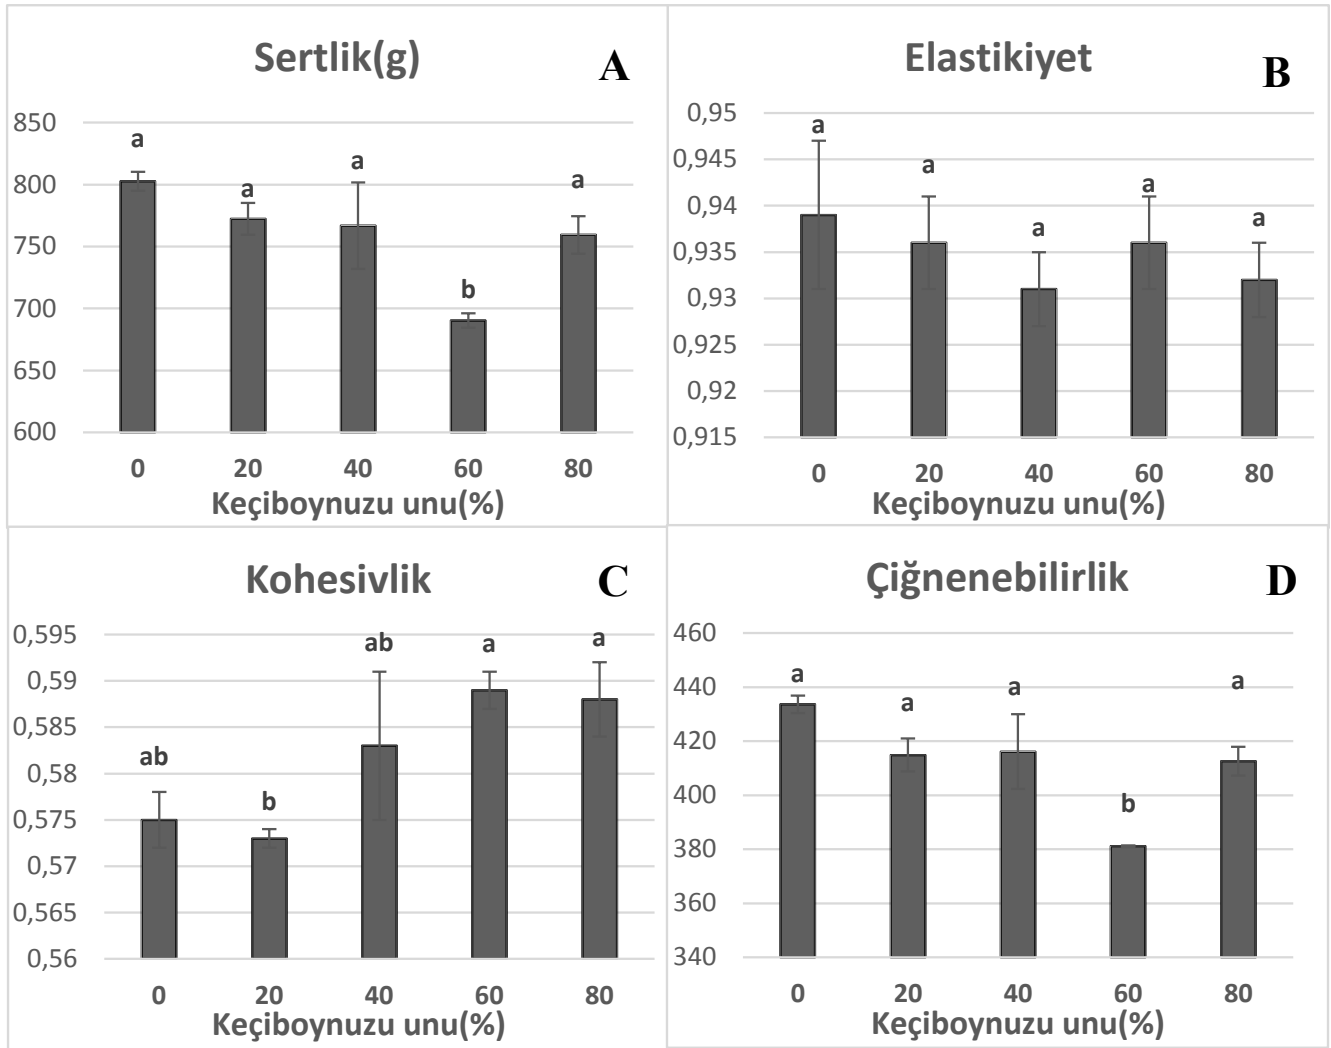 Sertlik(g)
A
850
800
750
700
650
600
a
a
a
b
a
0 20 40 60 80
Keçiboynuzu unu(%)
Elastikiyet
B
0,95
0,945
0,94
0,935
0,93
0,925
0,92
0,915
a
a
a
a
a
0 20 40 60 80
Keçiboynuzu unu(%)
Kohesivlik
C
0,595
0,59
0,585
0,58
0,575
0,57
0,565
0,56
ab
b
ab
a
a
0 20 40 60 80
Keçiboynuzu unu(%)
Çiğnenebilirlik
D
460
440
420
400
380
360
340
a
a
a
b
a
0 20 40 60 80
Keçiboynuzu unu(%)